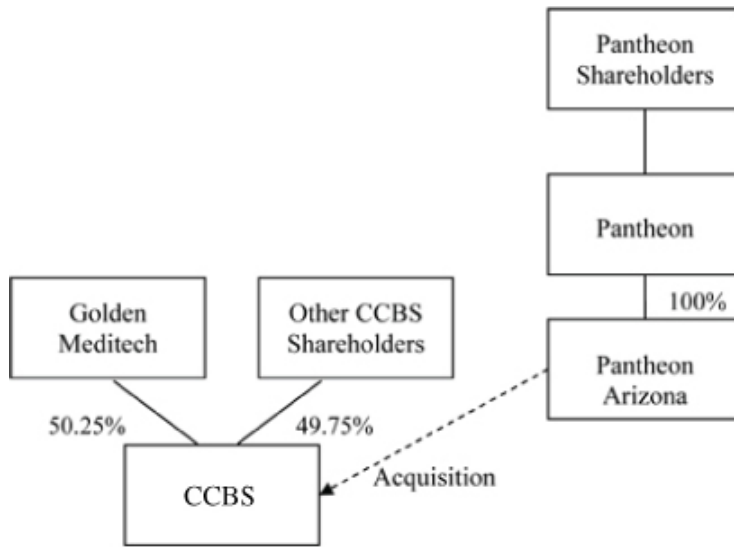 Pantheon
Shareholders
Pantheon
100%
Golden
Meditech
Other CCBS
Shareholders
Pantheon
Arizona
50.25%
49.75%
CCBS
Acquisition